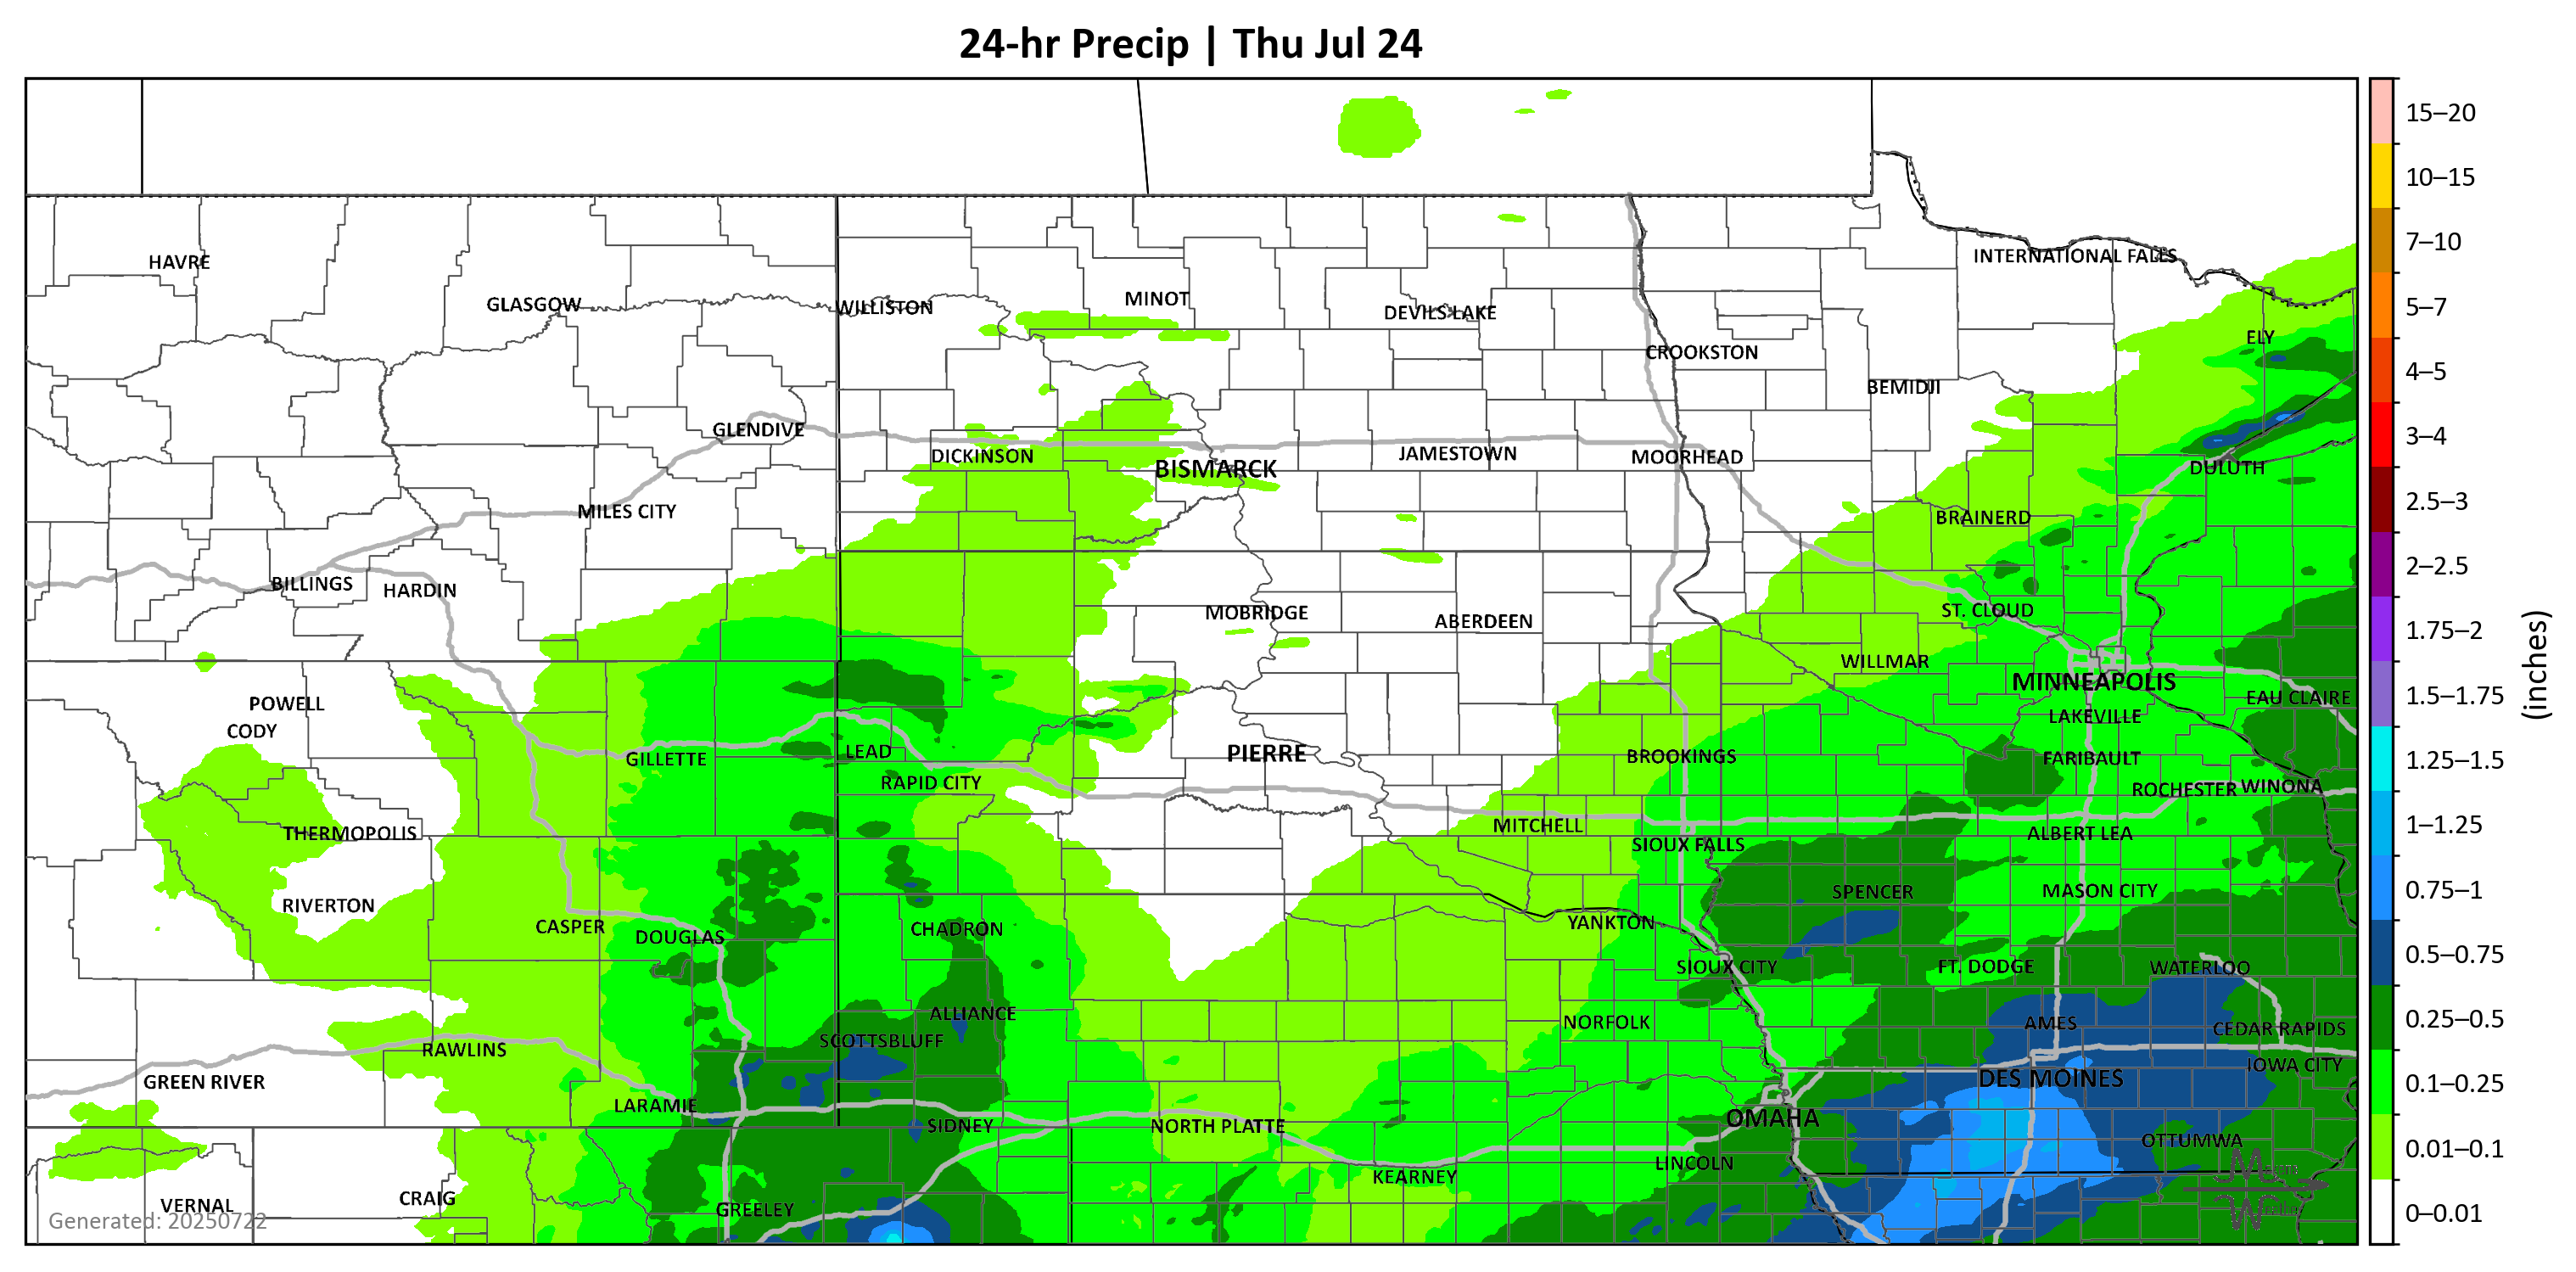 24-hr Precip | Thu Jul 24
15–20
10–15
HAVRE
INTERNATIONAL FALLS
7–10
GLASGOW
WILLISTON
MINOT
DEVILS LAKE
5–7
ELY
CROOKSTON
BEMIDJI
4–5
GLENDIVE
DICKINSON
BISMARCK
JAMESTOWN
MOORHEAD
DULUTH
3–4
MILES CITY
BRAINERD
2.5–3
BILLINGS
HARDIN
2–2.5
MOBRIDGE
ABERDEEN
ST. CLOUD
1.75–2
(inches)
WILLMAR
MINNEAPOLIS
POWELL
EAU CLAIRE
1.5–1.75
CODY
LAKEVILLE
GILLETTE
LEAD
PIERRE
BROOKINGS
FARIBAULT
1.25–1.5
RAPID CITY
ROCHESTER
WINONA
THERMOPOLIS
MITCHELL
SIOUX FALLS
ALBERT LEA
1–1.25
RIVERTON
SPENCER
MASON CITY
0.75–1
CASPER
DOUGLAS
CHADRON
YANKTON
SIOUX CITY
FT. DODGE
WATERLOO
0.5–0.75
ALLIANCE
SCOTTSBLUFF
NORFOLK
AMES
CEDAR RAPIDS
0.25–0.5
RAWLINS
GREEN RIVER
DES MOINES
IOWA CITY
0.1–0.25
LARAMIE
SIDNEY
NORTH PLATTE
OMAHA
OTTUMWA
0.01–0.1
LINCOLN
KEARNEY
VERNAL
CRAIG
GREELEY
Generated: 20250722
0–0.01